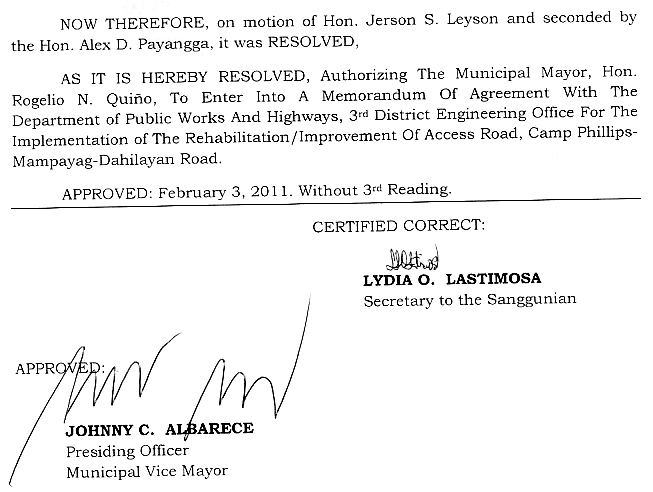 NOW THEREFORE, on motion of Hon. Jerson S. Leyson and seconded by
the Hon. Alex D. Payangga, it was RESOLVED,
AS IT IS HEREBY RESOLVED, Authorizing The Municipal Mayor, Hon.
Rogelio N. Quiño, To Enter Into A Memorandum Of Agreement With The
Department of Public Works And Highways, 3rd District Engineering Office For The
Implementation of The Rehabilitation/Improvement Of Access Road, Camp Phillips-
Mampayag-Dahilayan Road.
APPROVED: February 3, 2011. Without 3rd Reading.
CERTIFIED CORRECT:
LYDIA O. LASTIMOSA
Secretary to the Sanggunian
APPROVED:
JOHNNY C. ALBARECE
Presiding Officer
Municipal Vice Mayor